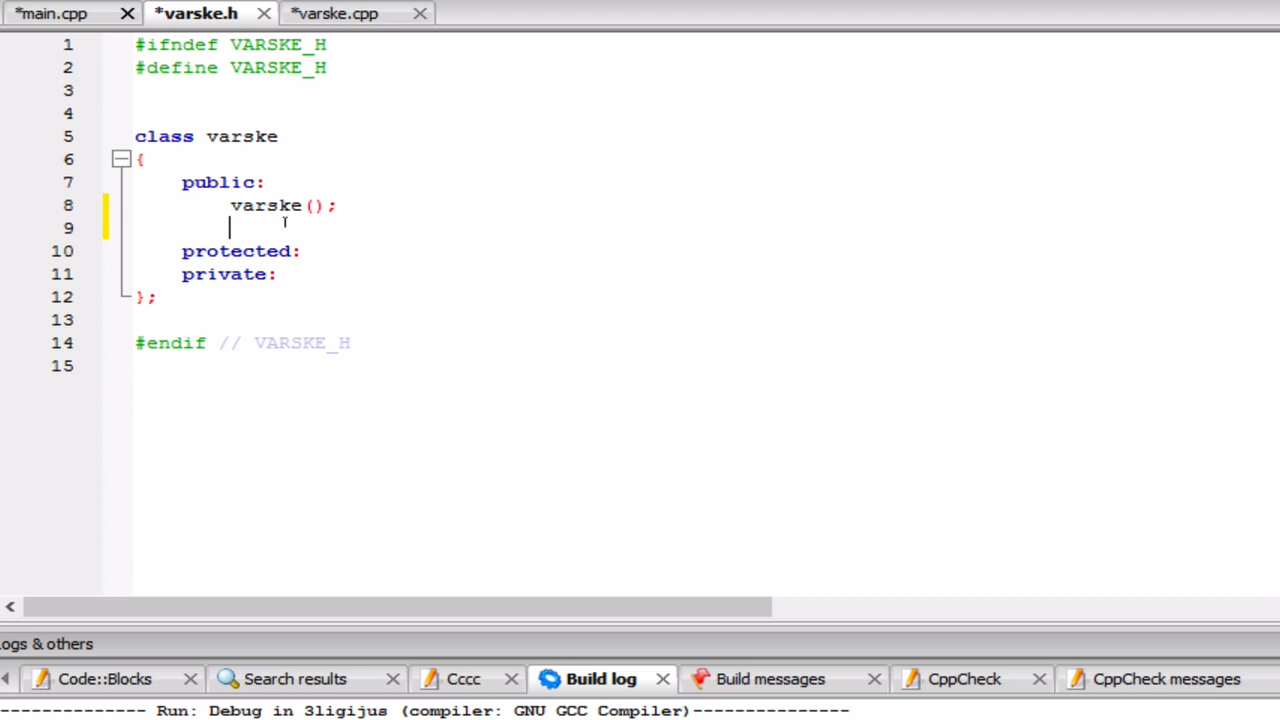 *main.cpp *varske.h *varske.cpp
1 #ifndef VARSKE_H
2 #define VARSKE_H
3
4
5 class varske
6 {
7 public:
8 varske();
9
10 protected:
11 private:
12 };
13
14 #endif // VARSKE_H
15
ogs & others
Code::Blocks Search results Cccc Build log Build messages CppCheck CppCheck messages
-------------- Run: Debug in 3ligijus (compiler: GNU GCC Compiler)---------------